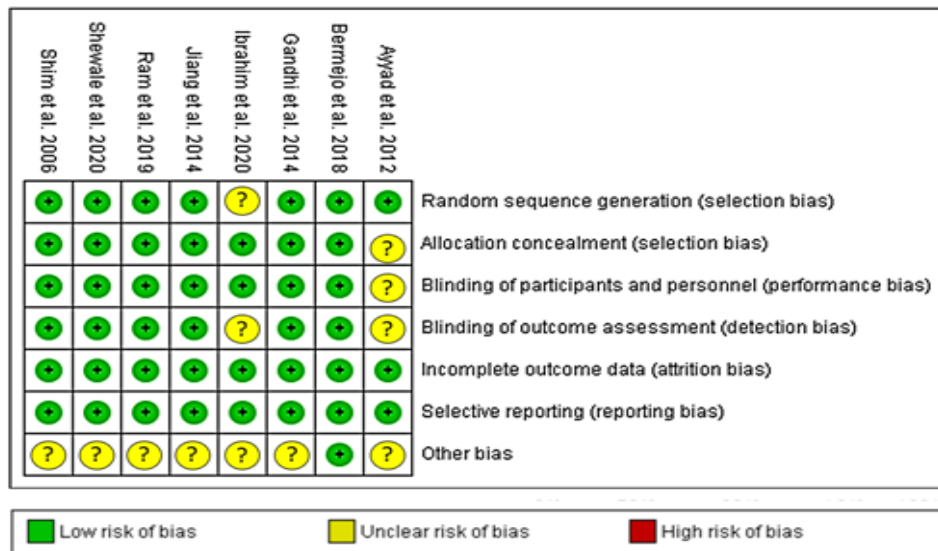 Shim et al. 2006
Shewale et al. 2020
Ram et al. 2019
Jiang et al. 2014
Ibrahim et al. 2020
Gandhi et al. 2014
Bermejo et al. 2018
Ayyad et al. 2012
+ + + + ? + + + Random sequence generation (selection bias)
+ + + + + + + ? Allocation concealment (selection bias)
+ + + + + + + ? Blinding of participants and personnel (performance bias)
+ + + + ? + + ? Blinding of outcome assessment (detection bias)
+ + + + + + + + Incomplete outcome data (attrition bias)
+ + + + + + + + Selective reporting (reporting bias)
? ? ? ? ? ? + ? Other bias
Low risk of bias Unclear risk of bias High risk of bias